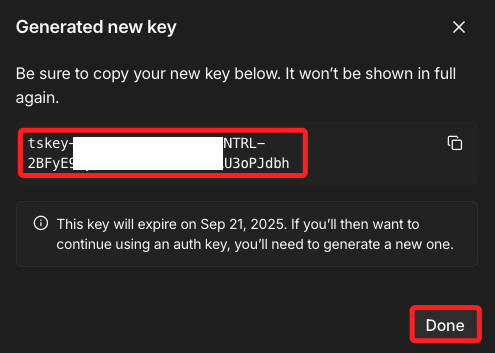 Generated new key
Be sure to copy your new key below. It won't be shown in full
again.
tskey- NTRL-
2BFyE9 U3oPJdbh
This key will expire on Sep 21, 2025. If you'll then want to
continue using an auth key, you'll need to generate a new one.
Done